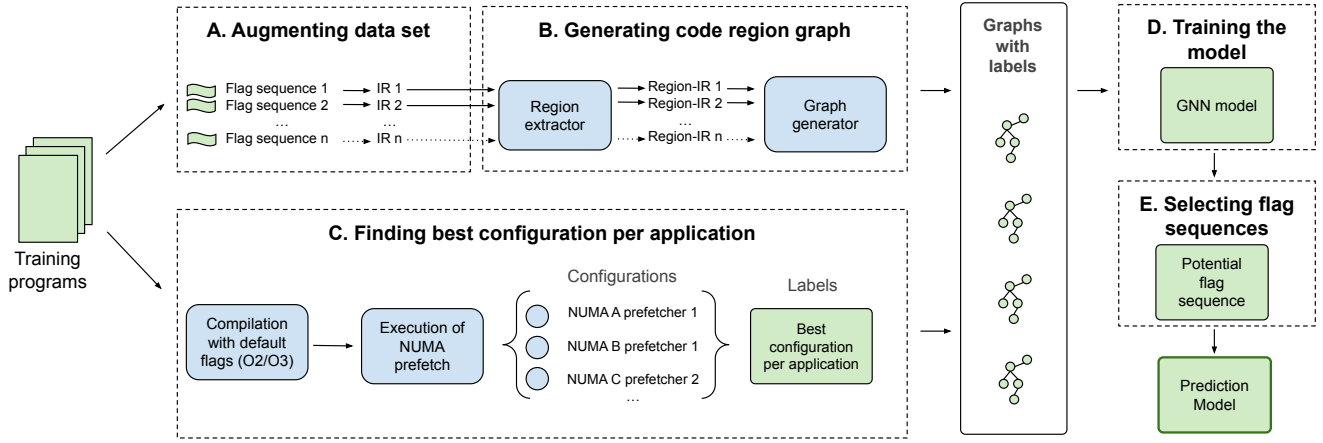 Training
programs
A. Augmenting data set
Flag sequence 1
IR 1
Flag sequence 2
IR 2
...
...
Flag sequence n
IR n
B. Generating code region graph
Region
extractor
Region-IR 1
Region-IR 2
...
Region-IR n
Graph
generator
C. Finding best configuration per application
Compilation
with default
flags (O2/O3)
Execution of
NUMA
prefetch
Configurations
NUMA A prefetcher 1
NUMA B prefetcher 1
NUMA C prefetcher 2
...
Labels
Best
configuration
per application
Graphs
with
labels
D. Training the
model
GNN model
E. Selecting flag
sequences
Potential
flag
sequence
Prediction
Model